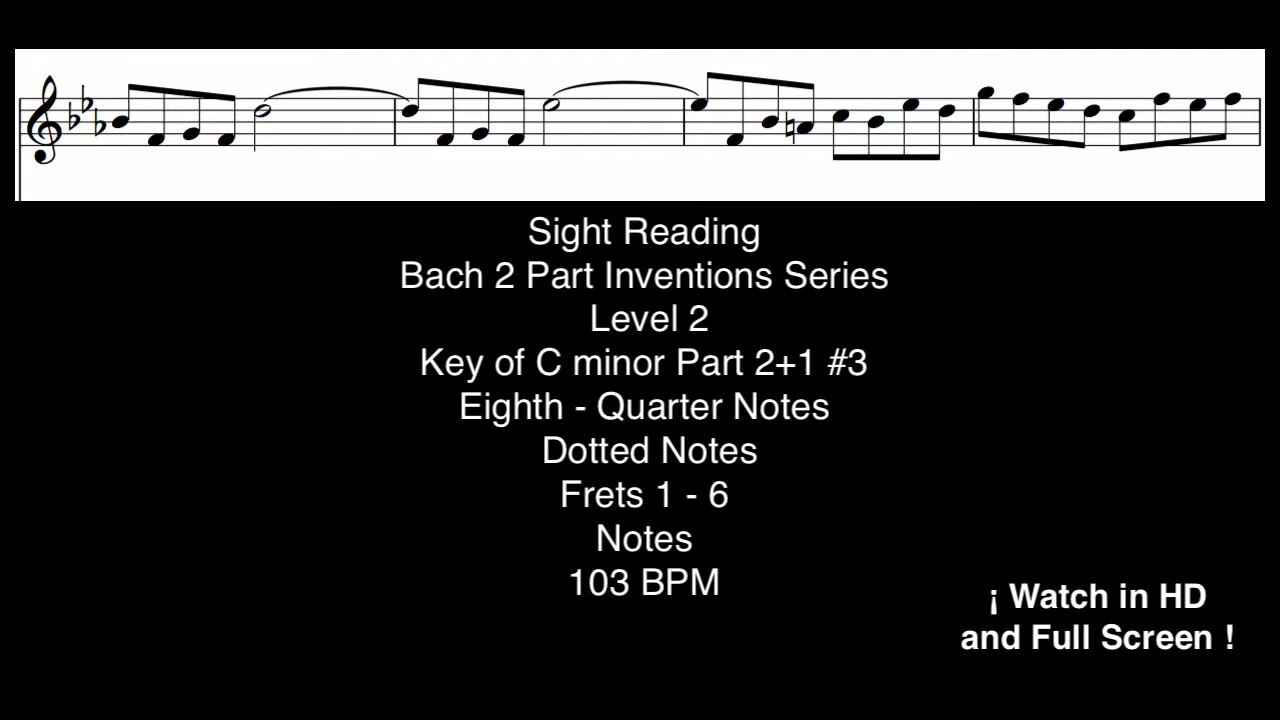 Sight Reading
Bach 2 Part Inventions Series
Level 2
Key of C minor Part 2+1 #3
Eighth - Quarter Notes
Dotted Notes
Frets 1 - 6
Notes
103 BPM
¡ Watch in HD
and Full Screen !